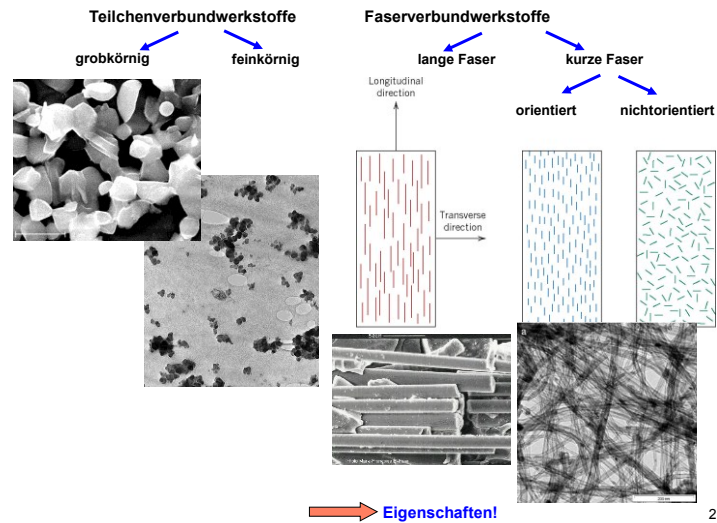 Teilchenverbundwerkstoffe
Faserverbundwerkstoffe
grobkörnig
feinkörnig
lange Faser
kurze Faser
Longitudinal
direction
orientiert
nichtorientiert
Transverse
direction
a
Eigenschaften!
2